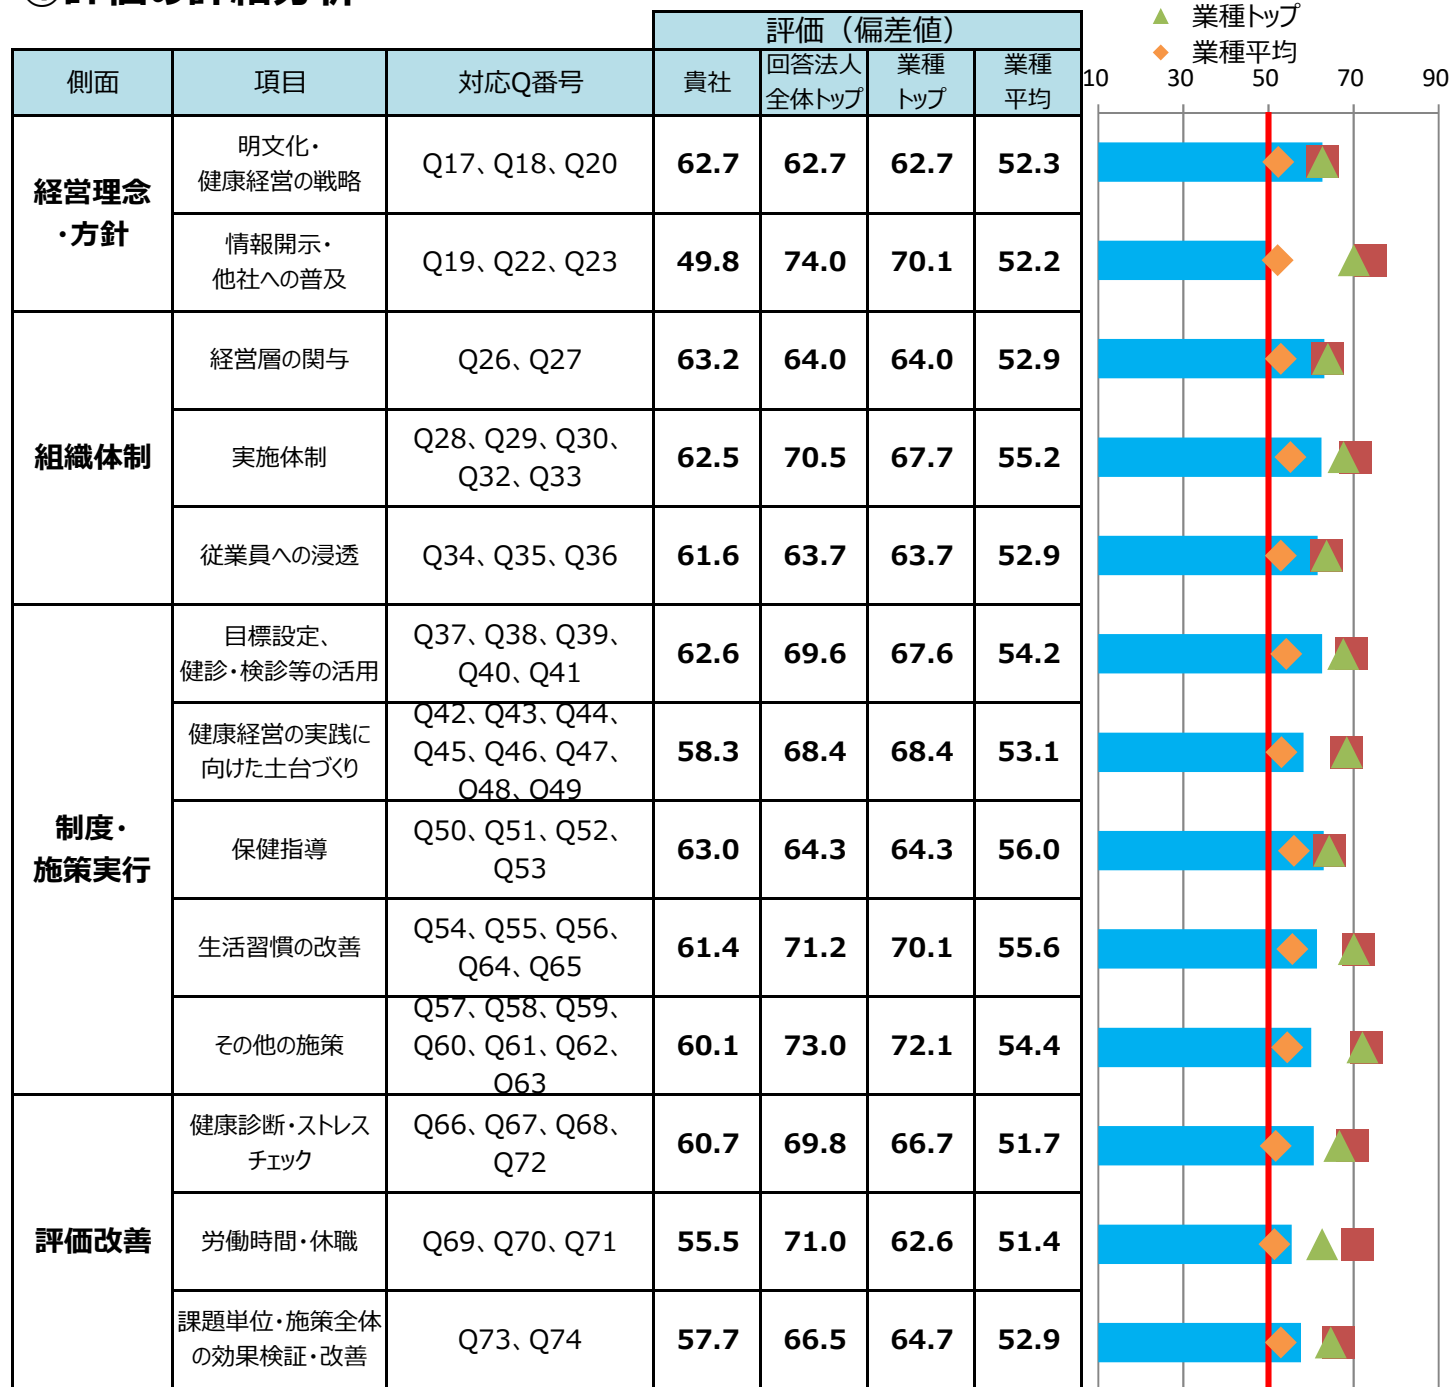 評価（偏差値）
業種トップ
業種平均
側面 項目 対応Q番号 貴社 回答法人 業種 業種
全体トップ トップ 平均
10 30 50 70 90
経営理念
・方針
明文化・
健康経営の戦略
Q17、Q18、Q20 62.7 62.7 62.7 52.3
情報開示・
他社への普及
Q19、Q22、Q23 49.8 74.0 70.1 52.2
組織体制
経営層の関与 Q26、Q27 63.2 64.0 64.0 52.9
実施体制
Q28、Q29、Q30、
Q32、Q33
62.5 70.5 67.7 55.2
従業員への浸透 Q34、Q35、Q36 61.6 63.7 63.7 52.9
制度・
施策実行
目標設定、
健診・検診等の活用
Q37、Q38、Q39、
Q40、Q41
62.6 69.6 67.6 54.2
健康経営の実践に
向けた土台づくり
Q42、Q43、Q44、
Q45、Q46、Q47、
Q48、Q49
58.3 68.4 68.4 53.1
保健指導
Q50、Q51、Q52、
Q53
63.0 64.3 64.3 56.0
生活習慣の改善
Q54、Q55、Q56、
Q64、Q65
61.4 71.2 70.1 55.6
その他の施策
Q57、Q58、Q59、
Q60、Q61、Q62、
Q63
60.1 73.0 72.1 54.4
評価改善
健康診断・ストレス
チェック
Q66、Q67、Q68、
Q72
60.7 69.8 66.7 51.7
労働時間・休職 Q69、Q70、Q71 55.5 71.0 62.6 51.4
課題単位・施策全体
の効果検証・改善
Q73、Q74 57.7 66.5 64.7 52.9